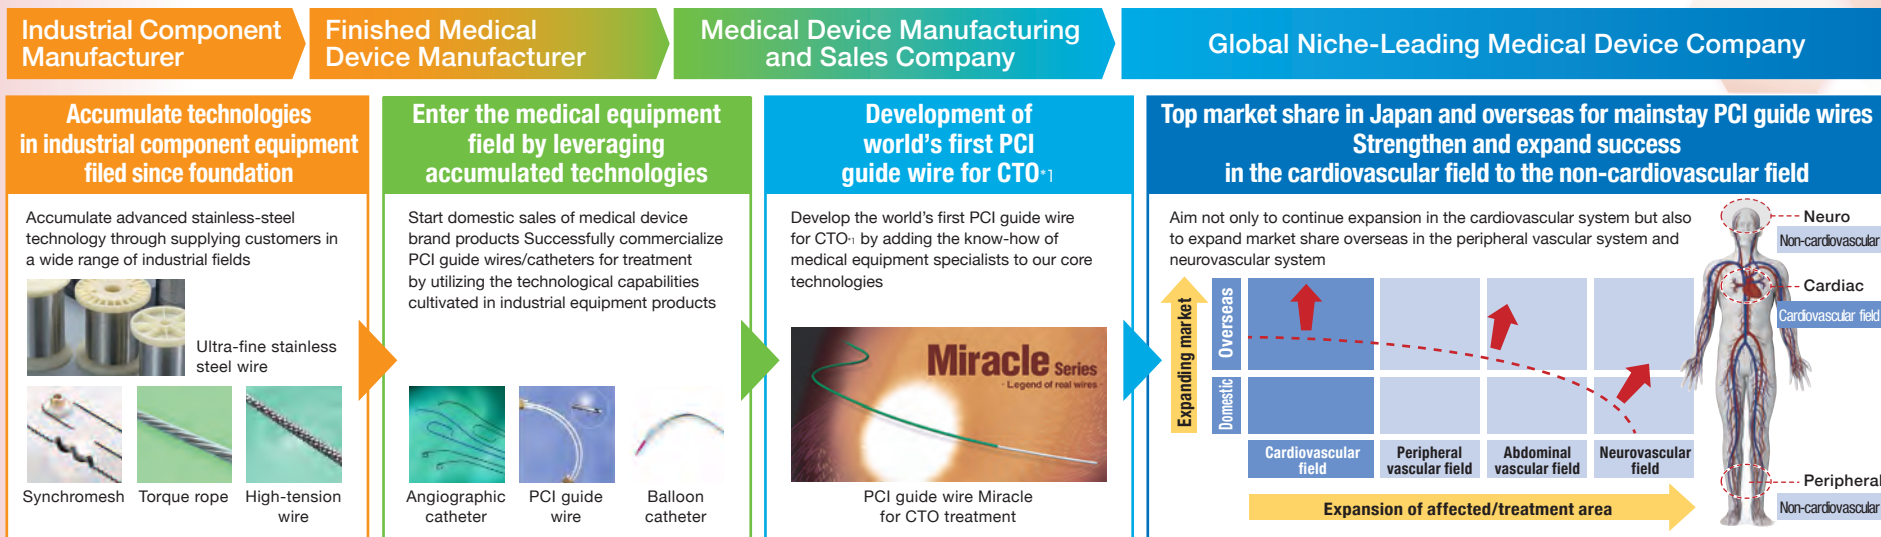 Industrial Component
Manufacturer
Finished Medical
Device Manufacturer
Medical Device Manufacturing
and Sales Company
Global Niche-Leading Medical Device Company
Accumulate technologies
in industrial component equipment
filed since foundation
Accumulate advanced stainless-steel
technology through supplying customers in
a wide range of industrial fields
Ultra-fine stainless
steel wire
Synchromesh
Torque rope
High-tension
wire
Enter the medical equipment
field by leveraging
accumulated technologies
Start domestic sales of medical device
brand products Successfully commercialize
PCI guide wires/catheters for treatment
by utilizing the technological capabilities
cultivated in industrial equipment products
Angiographic
catheter
PCI guide
wire
Balloon
catheter
Development of
world's first PCI
guide wire for CTO*1
Develop the world's first PCI guide wire
for CTO*1 by adding the know-how of
medical equipment specialists to our core
technologies
Miracle Series
- Legend of real wires -
PCI guide wire Miracle
for CTO treatment
Top market share in Japan and overseas for mainstay PCI guide wires
Strengthen and expand success
in the cardiovascular field to the non-cardiovascular field
Aim not only to continue expansion in the cardiovascular system but also
to expand market share overseas in the peripheral vascular system and
neurovascular system
Expanding market
Overseas
Domestic
Cardiovascular
field
Peripheral
vascular field
Abdominal
vascular field
Neurovascular
field
Expansion of affected/treatment area
Neuro
Non-cardiovascular
Cardiac
Cardiovascular field
Peripheral
Non-cardiovascular